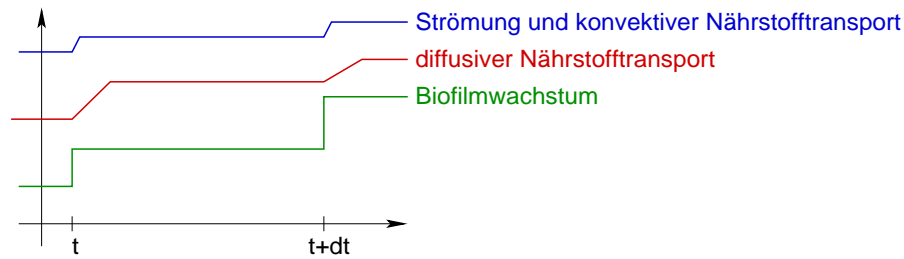 Strömung und konvektiver Nährstofftransport
diffusiver Nährstofftransport
Biofilmwachstum
t
t+dt